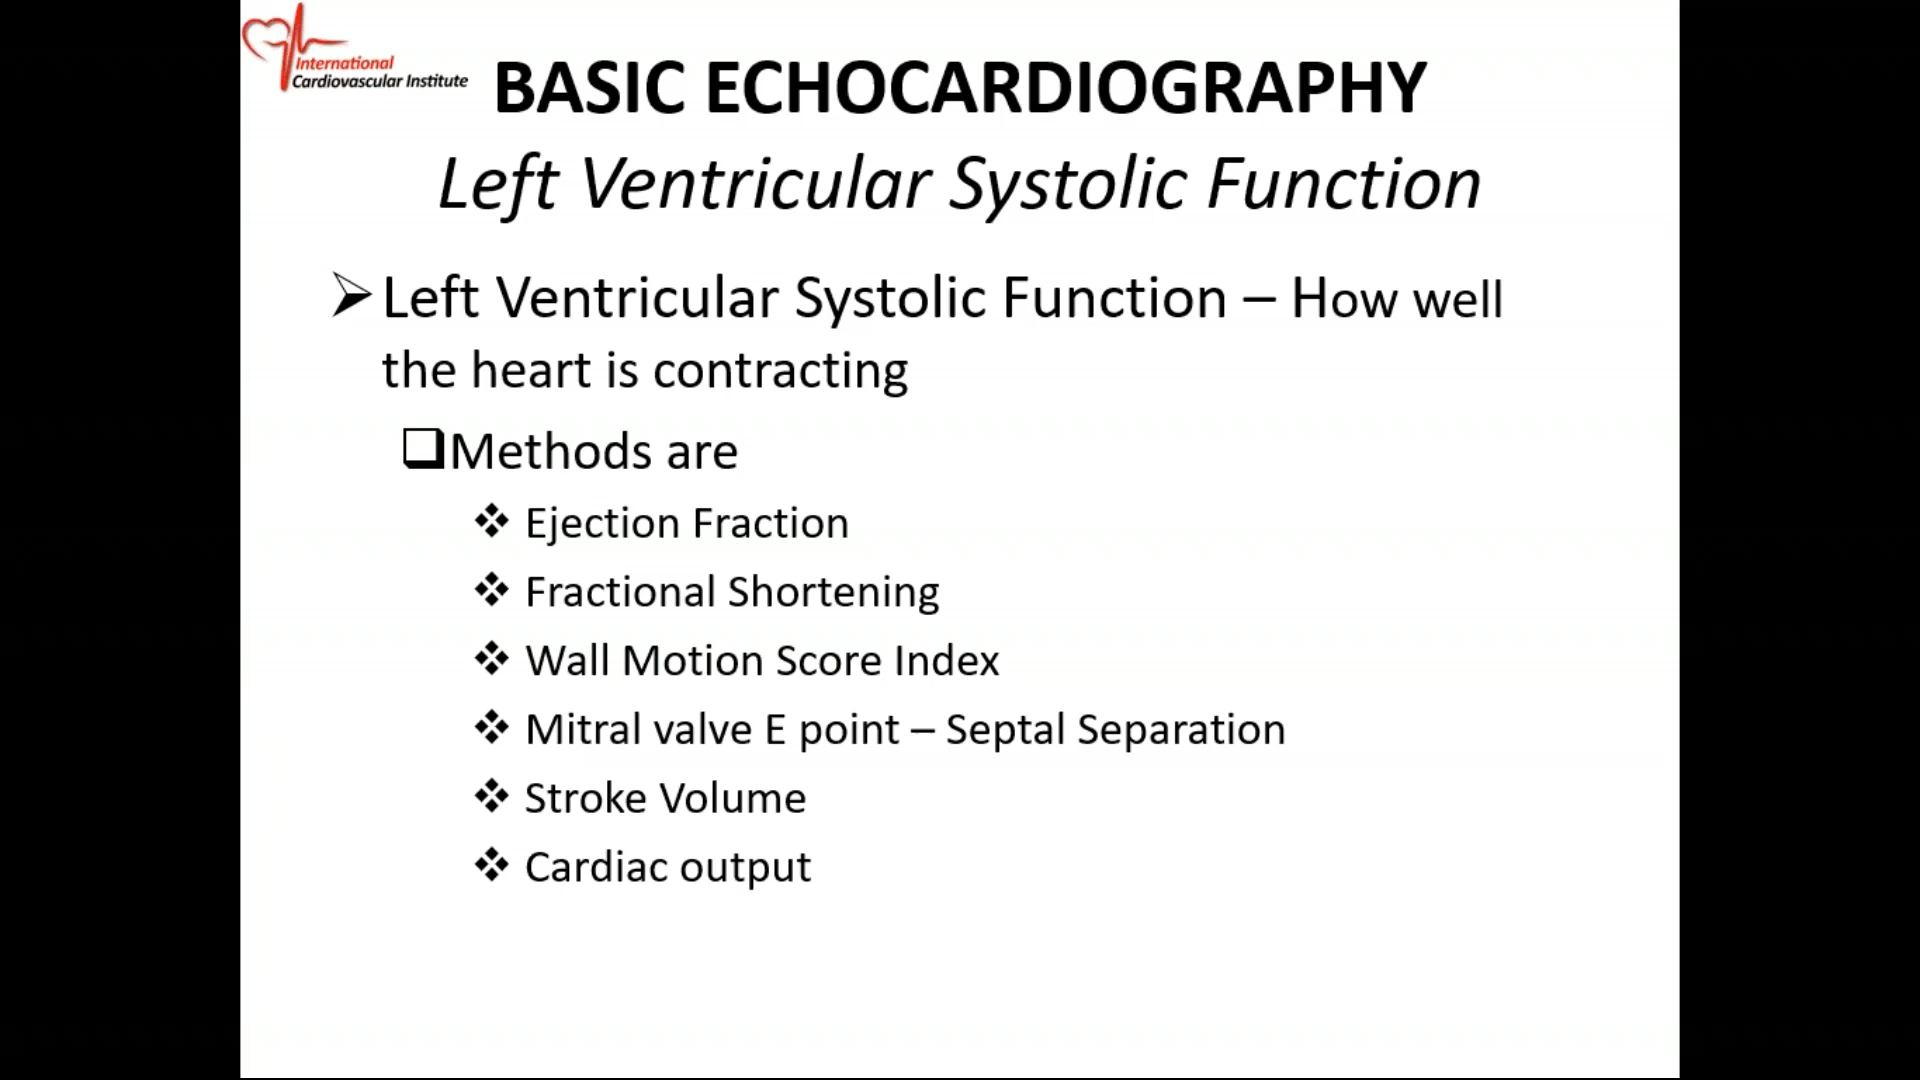 International
Cardiovascular Institute
BASIC ECHOCARDIOGRAPHY
Left Ventricular Systolic Function
Left Ventricular Systolic Function – How well
the heart is contracting
Methods are
Ejection Fraction
Fractional Shortening
Wall Motion Score Index
Mitral valve E point – Septal Separation
Stroke Volume
Cardiac output